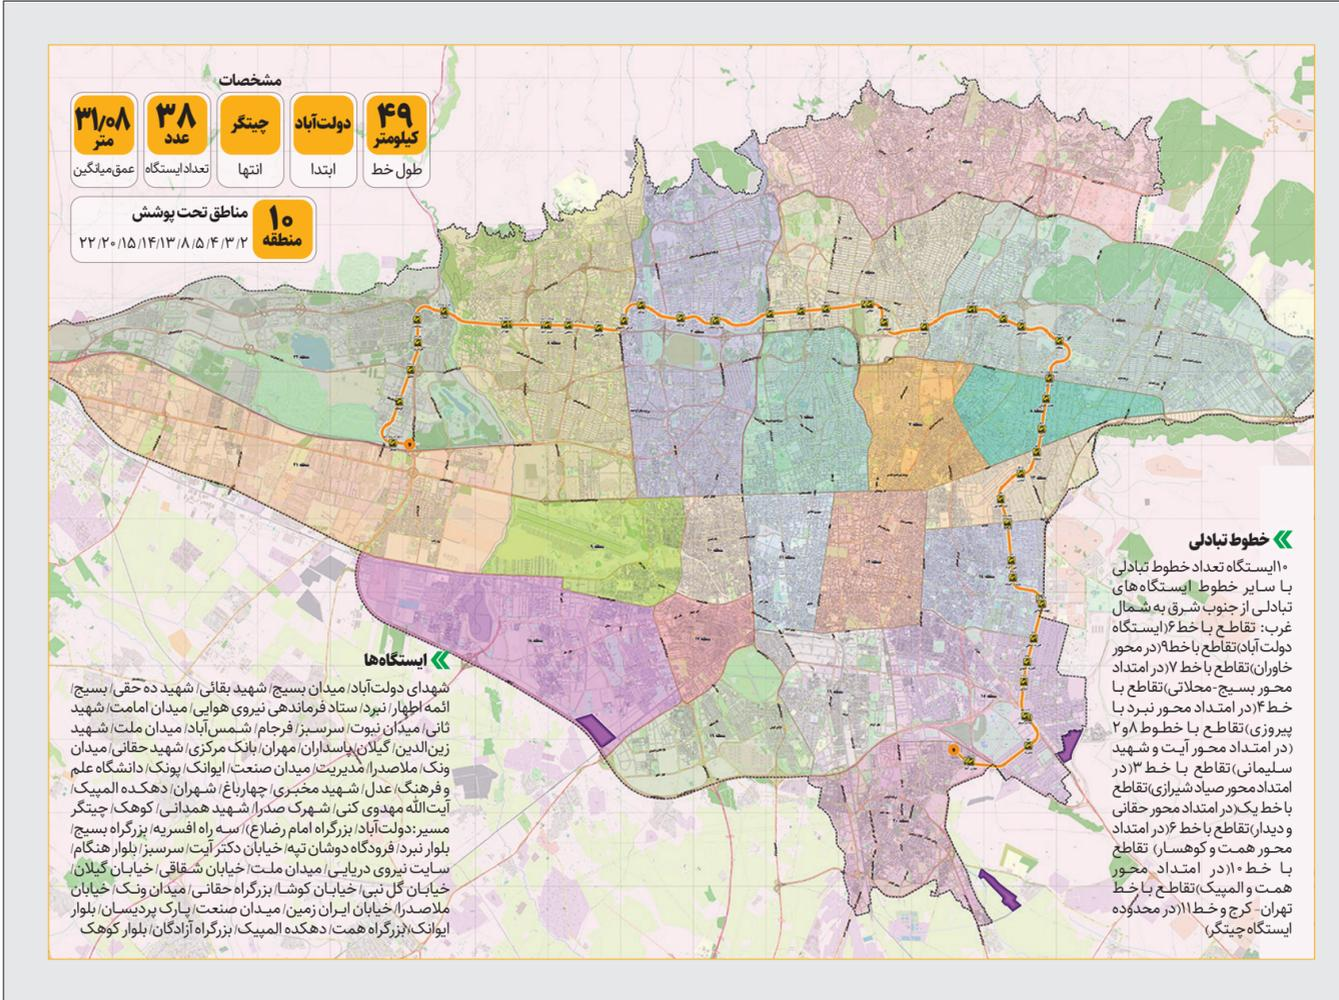 مشخصات
۴۹
کیلومتر
طول خط
دولت‌آباد
ابتدا
چیتگر
انتها
۳۸
عدد
تعداد ایستگاه
۳۱/۰۸
متر
عمق میانگین
۱۰
منطقه
مناطق تحت پوشش
۲۲/۲۰/۱۵/۱۴/۱۳/۸/۵/۴/۳/۲
خطوط تبادلی
۱۰ایستگاه تعداد خطوط تبادلی
با سایر خطوط ایستگاه‌های
تبادلی از جنوب شرق به شمال
غرب: تقاطع با خط۶(ایستگاه
دولت آباد)تقاطع با خط۹(در محور
خاوران)تقاطع با خط ۷(در امتداد
محور بسیج-محلاتی)تقاطع با
خط۴(در امتداد محور نبرد با
پیروزی)تقاطع با خطوط ۸و۲
(در امتداد محور آیت و شهید
سلیمانی)تقاطع با خط ۳(در
امتدادمحور صیاد شیرازی)تقاطع
با خط یک(در امتداد محور حقانی
و دیدار)تقاطع با خط ۶(در امتداد
محور همت و کوهسار) تقاطع
با خط۱۰(در امتداد محور
همت و المپیک)تقاطع با خط
تهران- کرج و خط۱۱(در محدوده
ایستگاه چیتگر)
ایستگاه‌ها
شهدای دولت‌آباد/ میدان بسیج/ شهید بقائی/ شهید ده حقی/ بسیج/
ائمه اطهار/ نبرد/ ستاد فرماندهی نیروی هوایی/ میدان امامت/ شهید
ثانی/ میدان نبوت/ سرسبز/ فرجام/ شمس‌آباد/ میدان ملت/ شهید
زین‌الدین/ گیلان/پاسداران/ مهران/ بانک مرکزی/ شهید حقانی/ میدان
ونک/ ملاصدرا/ مدیریت/ میدان صنعت/ ایوانک/ پونک/ دانشگاه علم
و فرهنگ/ عدل/ شهید مخبری/ چهارباغ/ شهران/ دهکده المپیک/
آیت‌الله مهدوی کنی/ شهرک صدرا/ شهید همدانی/ کوهک/ چیتگر
مسیر:دولت‌آباد/ بزرگراه امام رضا(ع)/ سه راه افسریه/ بزرگراه بسیج/
بلوار نبرد/ فرودگاه دوشان تپه/ خیابان دکتر آیت/ سرسبز/ بلوار هنگام/
سایت نیروی دریایی/ میدان ملت/ خیابان شقاقی/ خیابان گیلان/
خیابان گل نبی/ خیابان کوشا/ بزرگراه حقانی/ میدان ونک/ خیابان
ملاصدرا/ خیابان ایران زمین/ میدان صنعت/ پارک پردیسان/ بلوار
ایوانک(بزرگراه همت/ دهکده المپیک/ بزرگراه آزادگان/ بلوار کوهک